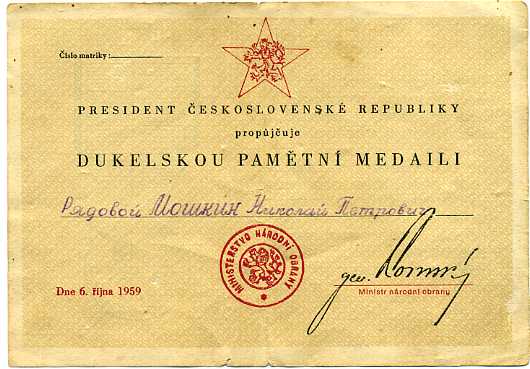 Číslo matriky:
PRESIDENT ČESKOSLOVENSKÉ REPUBLIKY
propůjčuje
DUKELSKOU PAMĚTNÍ MEDAILI
Рядовой Мошкин Николай Петрович
MINISTERSTVO NÁRODNÍ OBRANY
Dne 6. října 1959
gen.
Ministr národní obrany